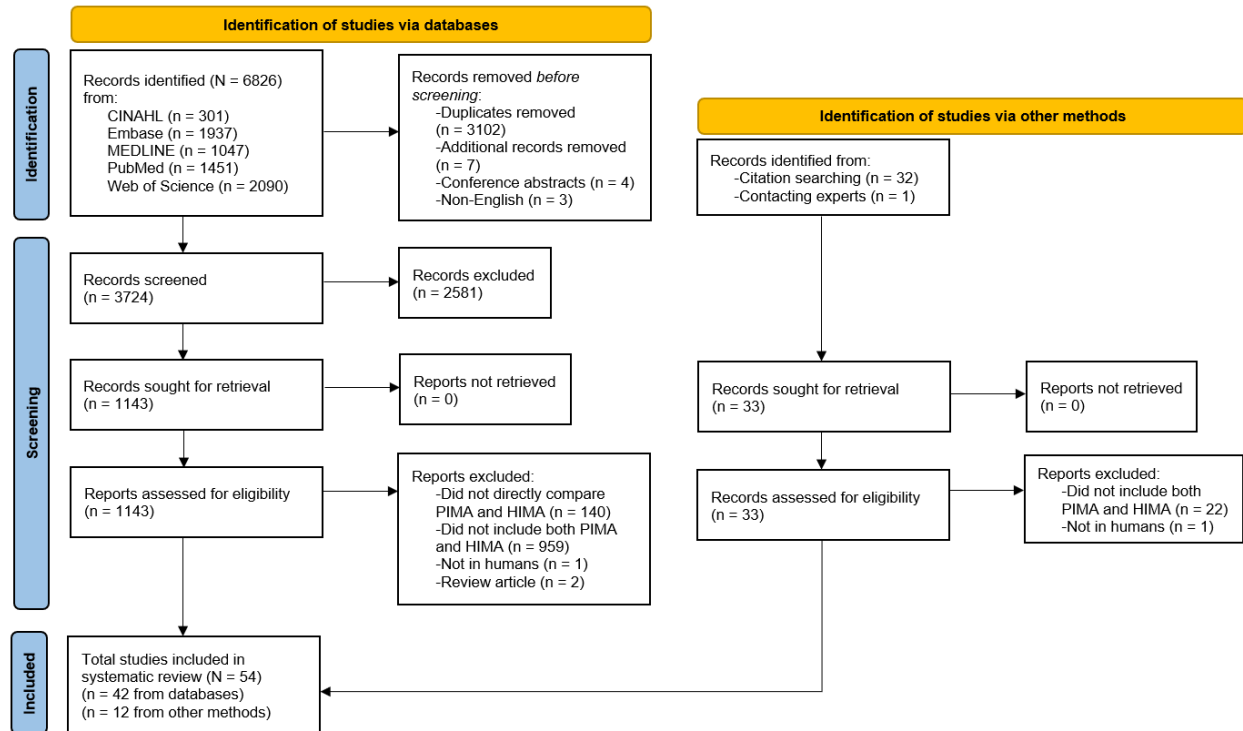 Identification of studies via databases
Identification
Records identified (N = 6826)
from:
CINAHL (n = 301)
Embase (n = 1937)
MEDLINE (n = 1047)
PubMed (n = 1451)
Web of Science (n = 2090)
Records removed before
screening:
-Duplicates removed
(n = 3102)
-Additional records removed
(n = 7)
-Conference abstracts (n = 4)
-Non-English (n = 3)
Identification of studies via other methods
Records identified from:
-Citation searching (n = 32)
-Contacting experts (n = 1)
Screening
Records screened
(n = 3724)
Records excluded
(n = 2581)
Records sought for retrieval
(n = 1143)
Reports not retrieved
(n = 0)
Records sought for retrieval
(n = 33)
Reports not retrieved
(n = 0)
Reports assessed for eligibility
(n = 1143)
Reports excluded:
-Did not directly compare
PIMA and HIMA (n = 140)
-Did not include both PIMA
and HIMA (n = 959)
-Not in humans (n = 1)
-Review article (n = 2)
Records assessed for eligibility
(n = 33)
Reports excluded:
-Did not include both
PIMA and HIMA (n = 22)
-Not in humans (n = 1)
Included
Total studies included in
systematic review (N = 54)
(n = 42 from databases)
(n = 12 from other methods)